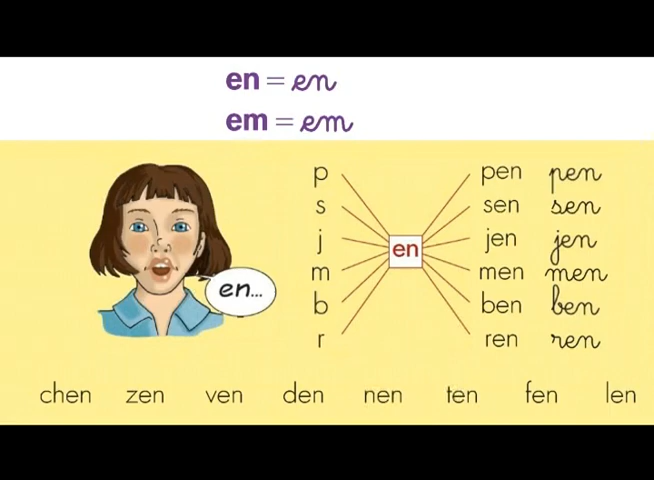 en = en
em = em
en...
p pen pen
s sen sen
j jen jen
m en men men
b ben ben
r ren ren
chen zen ven den nen ten fen len